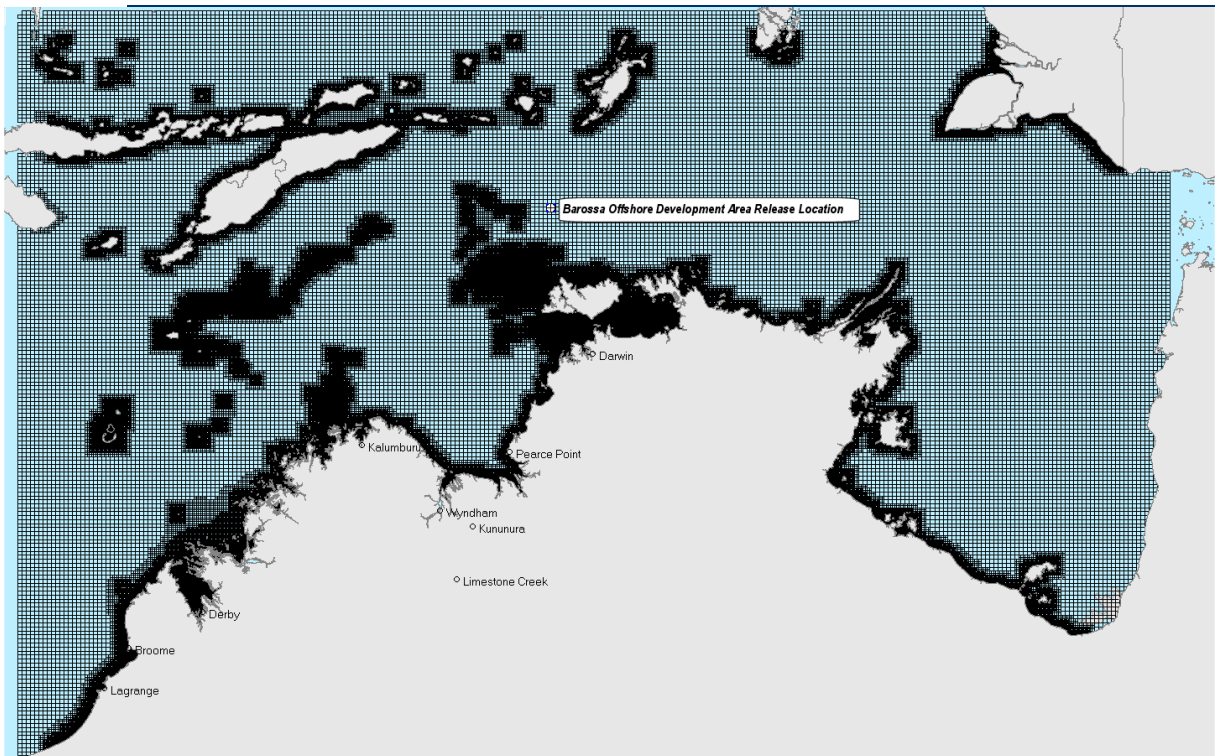 Barossa Offshore Development Area Release Location
Darwin
Kalumburu
Pearce Point
Wyndham
Kununura
Limestone Creek
Derby
Broome
Lagrange